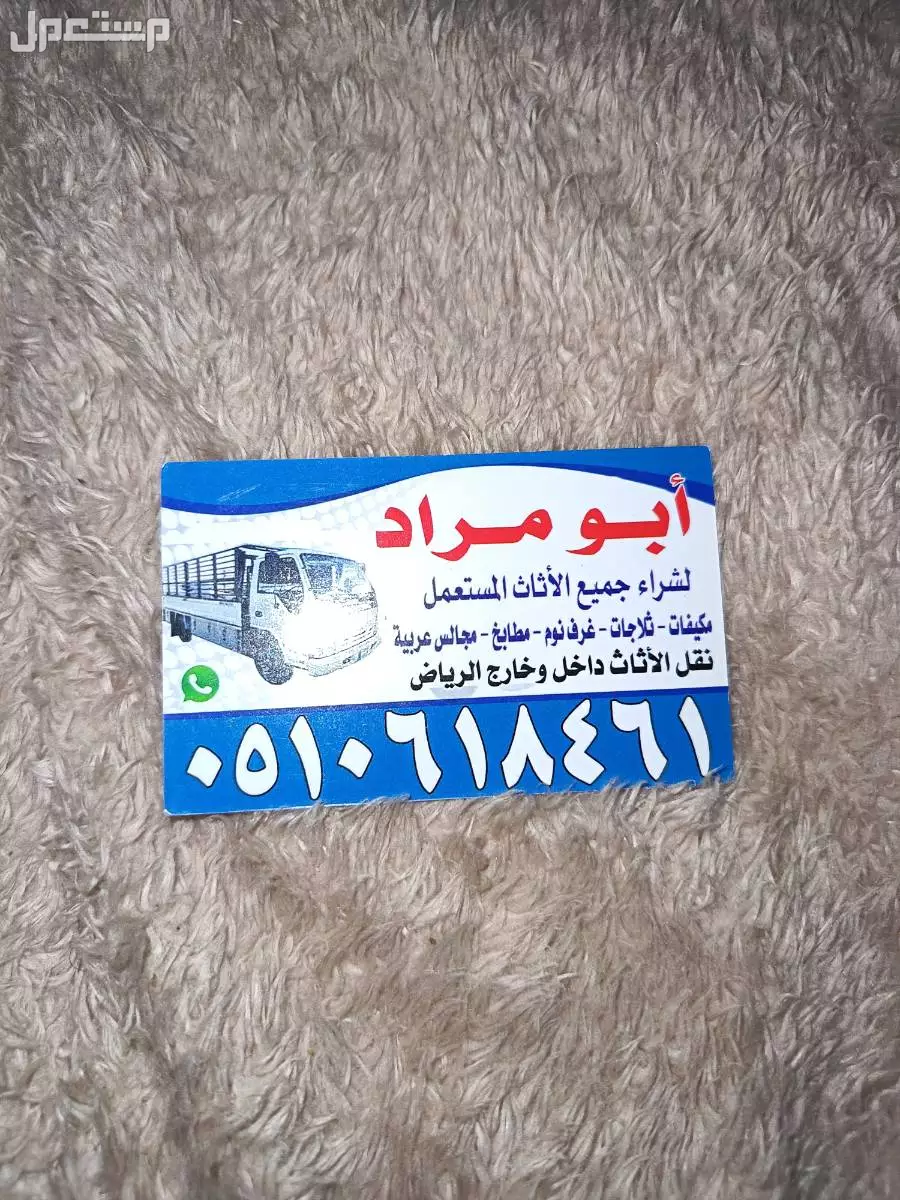 مستعمل
أبو مراد
لشراء جميع الأثاث المستعمل
مكيفات - ثلاجات - غرف نوم - مطابخ - مجالس عربية
نقل الأثاث داخل وخارج الرياض
٠٥١٠٦١٨٤٦١